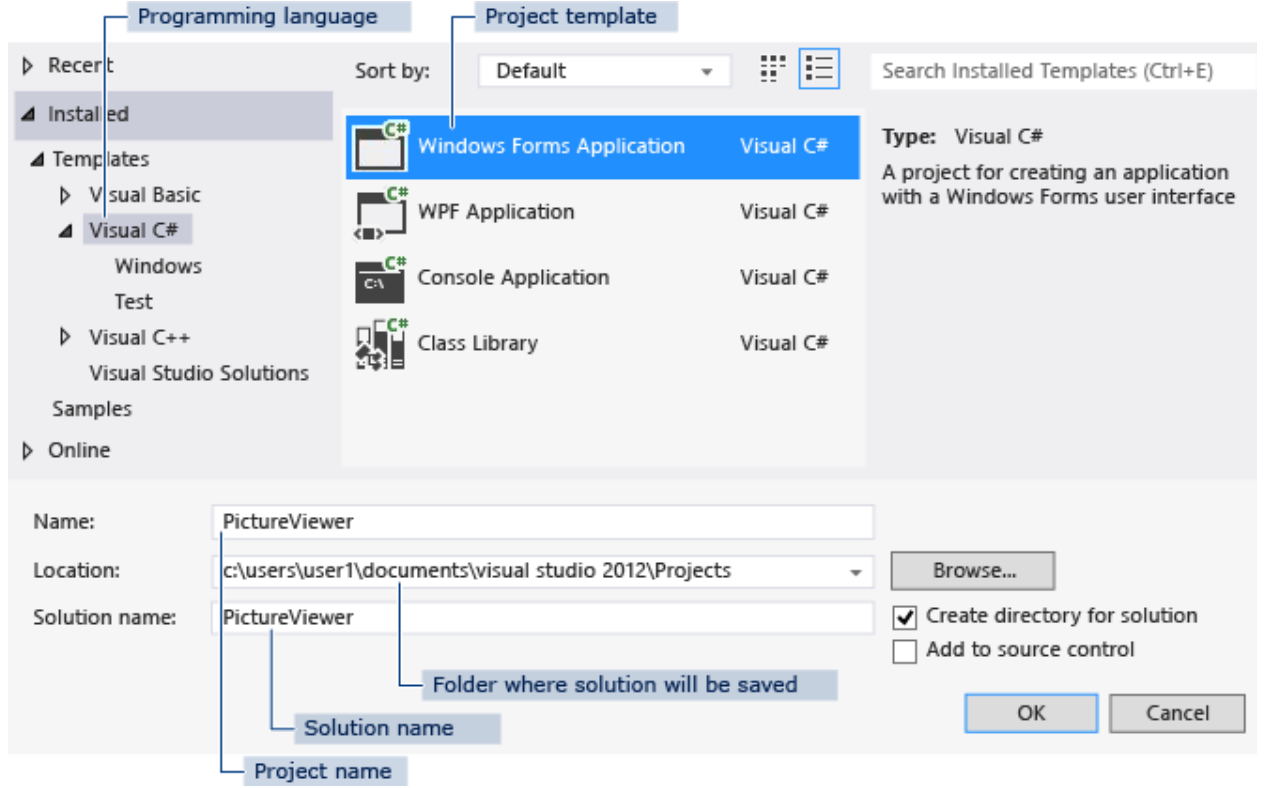 Programming language
Project template
Recent
Sort by:
Default
Search Installed Templates (Ctrl+E)
Installed
Templates
Visual Basic
Visual C#
Windows
Test
Visual C++
Visual Studio Solutions
Samples
Online
C#
Windows Forms Application Visual C#
C#
WPF Application Visual C#
C#
C:\
Console Application Visual C#
C#
Class Library Visual C#
Type: Visual C#
A project for creating an application
with a Windows Forms user interface
Name: PictureViewer
Location: c:\users\user1\documents\visual studio 2012\Projects
Browse...
Solution name: PictureViewer
Create directory for solution
Add to source control
Folder where solution will be saved
OK
Cancel
Solution name
Project name